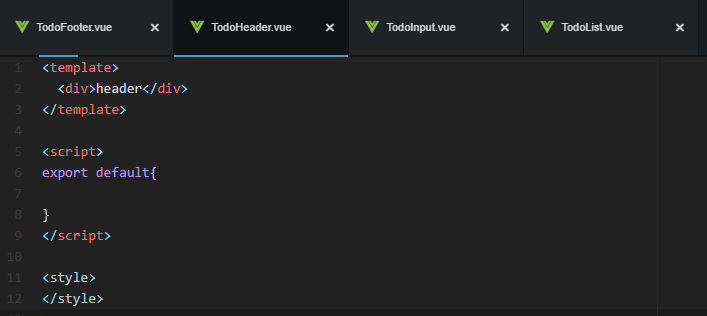 TodoFooter.vue × TodoHeader.vue × TodoInput.vue × TodoList.vue ×
1 <template>
2   <div>header</div>
3 </template>
4
5 <script>
6 export default{
7
8 }
9 </script>
10
11 <style>
12 </style>